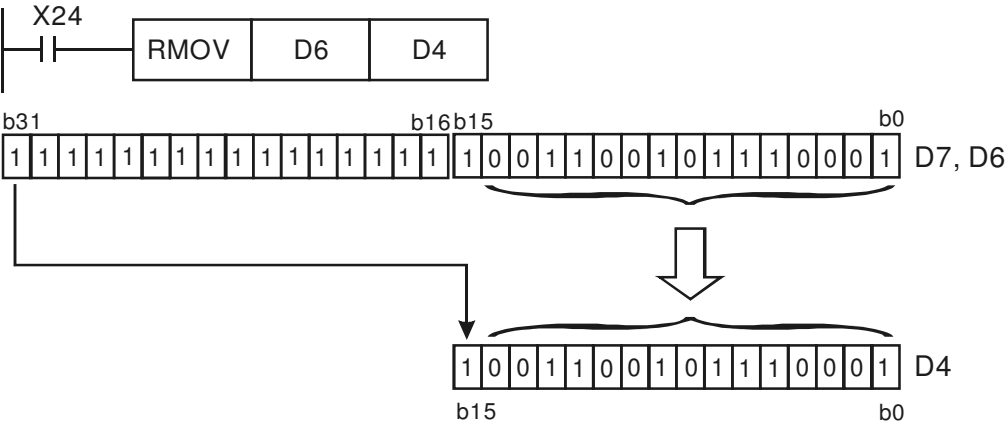 X24
RMOV D6 D4
b31 b16 b15 b0
1 1 1 1 1 1 1 1 1 1 1 1 1 1 1 1 1 0 0 1 1 0 0 1 0 1 1 1 0 0 0 1 D7, D6
1 0 0 1 1 0 0 1 0 1 1 1 0 0 0 1 D4
b15 b0